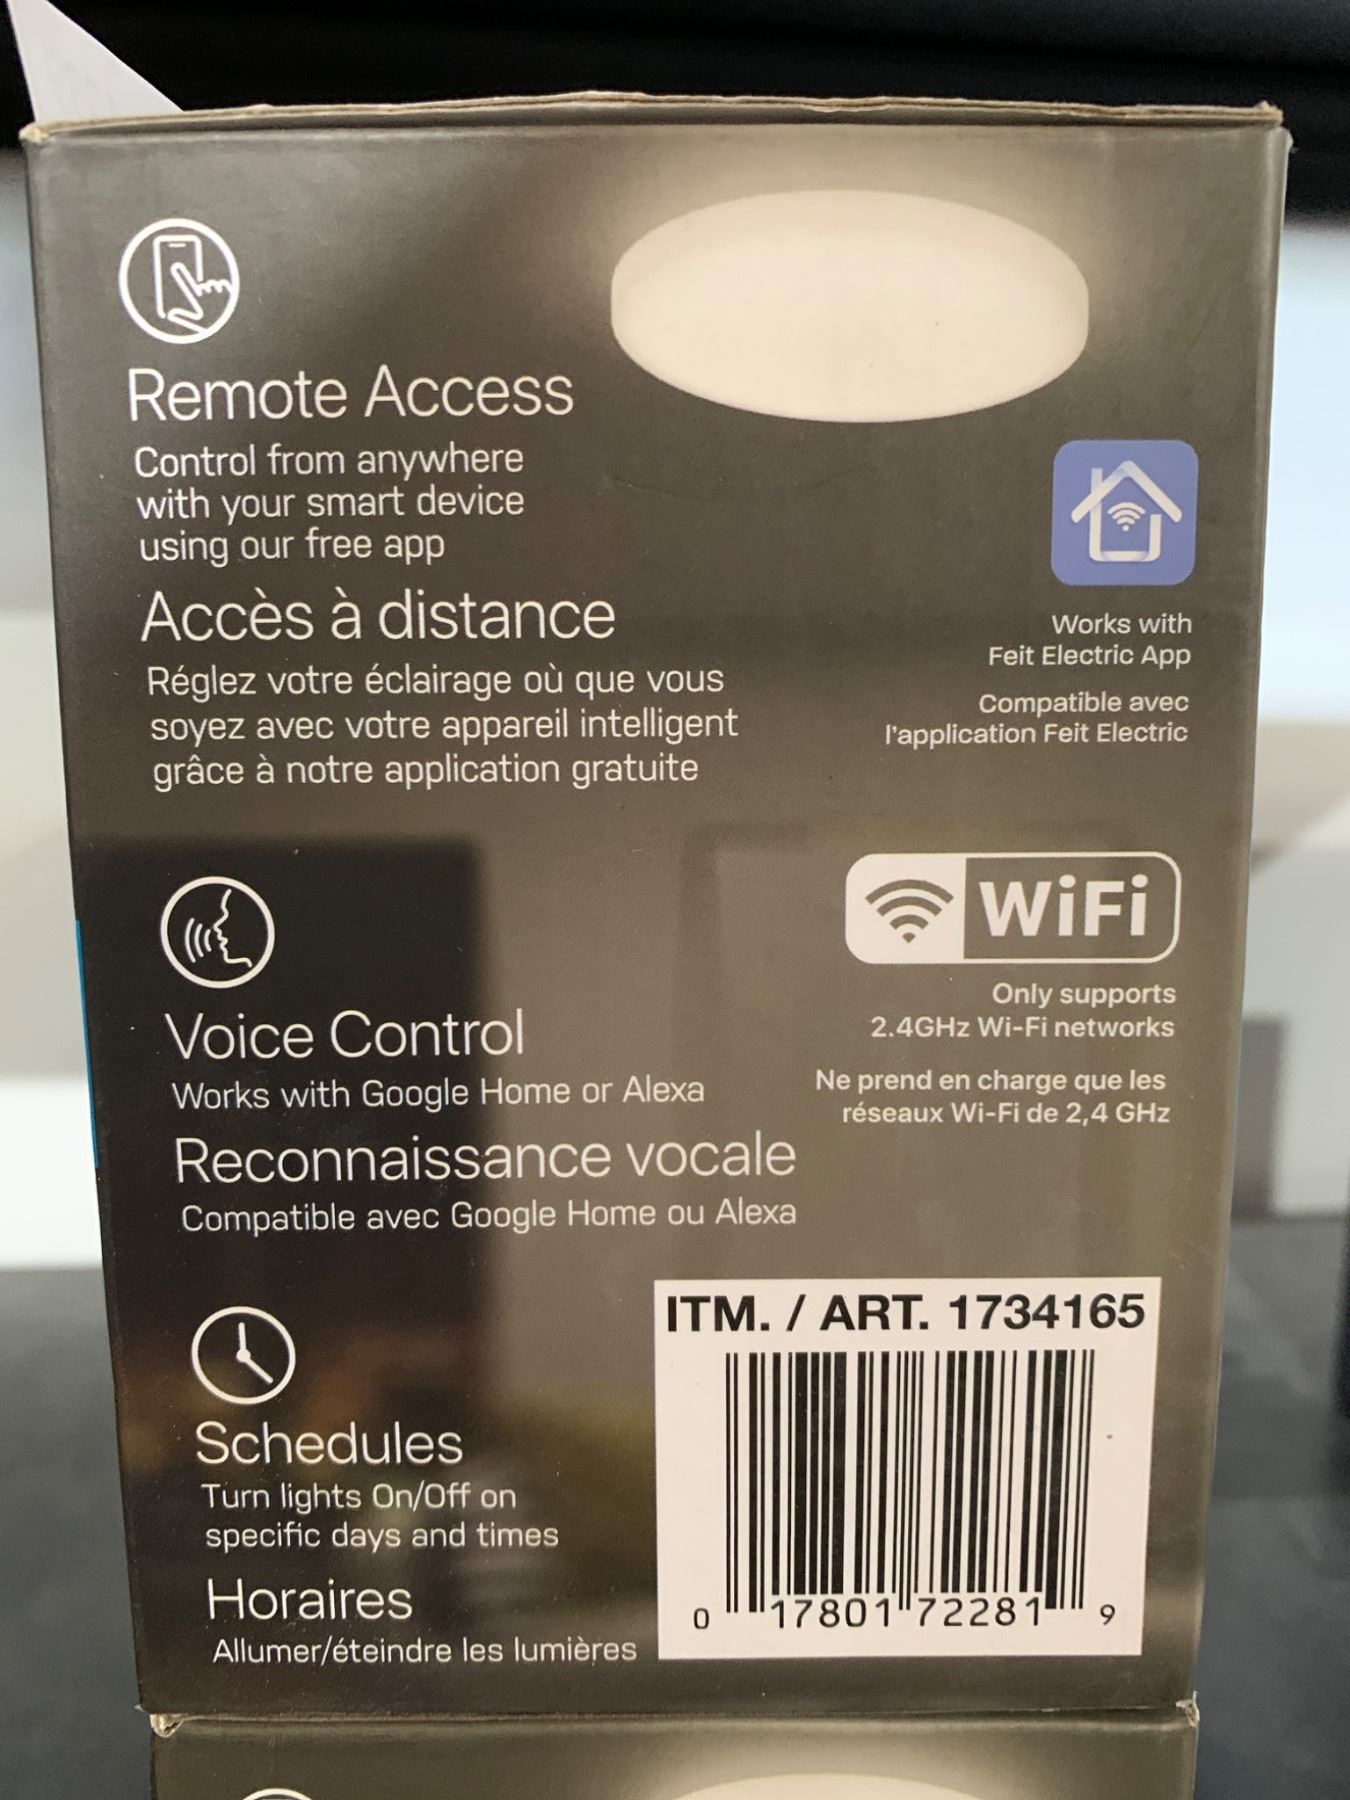 Remote Access
Control from anywhere
with your smart device
using our free app
Accès à distance
Réglez votre éclairage où que vous
soyez avec votre appareil intelligent
grâce à notre application gratuite
Works with
Feit Electric App
Compatible avec
l'application Feit Electric
Voice Control
Works with Google Home or Alexa
Reconnaissance vocale
Compatible avec Google Home ou Alexa
WiFi
Only supports
2.4GHz Wi-Fi networks
Ne prend en charge que les
réseaux Wi-Fi de 2,4 GHz
Schedules
Turn lights On/Off on
specific days and times
Horaires
Allumer/éteindre les lumières
ITM. / ART. 1734165
0 17801 72281 9